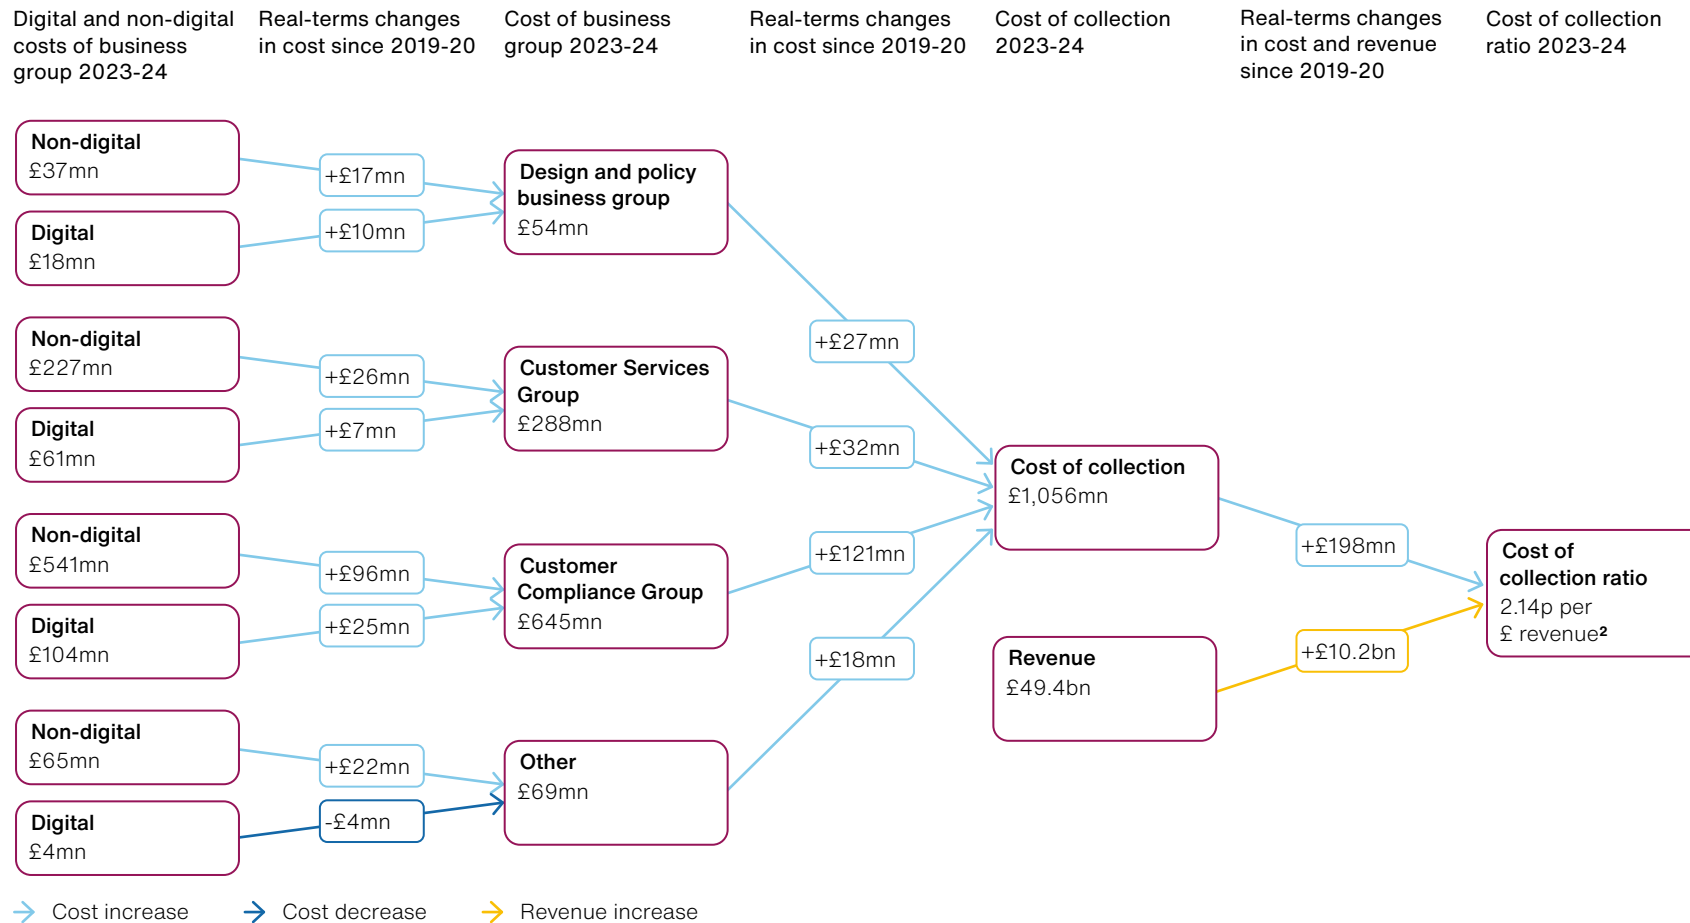 Digital and non-digital
costs of business
group 2023-24
Real-terms changes
in cost since 2019-20
Cost of business
group 2023-24
Real-terms changes
in cost since 2019-20
Cost of collection
2023-24
Real-terms changes
in cost and revenue
since 2019-20
Cost of collection
ratio 2023-24
Non-digital
£37mn
+£17mn
Digital
£18mn
+£10mn
Design and policy
business group
£54mn
+£27mn
Non-digital
£227mn
+£26mn
Digital
£61mn
+£7mn
Customer Services
Group
£288mn
+£32mn
Non-digital
£541mn
+£96mn
Digital
£104mn
+£25mn
Customer
Compliance Group
£645mn
+£121mn
Non-digital
£65mn
+£22mn
Digital
£4mn
-£4mn
Other
£69mn
+£18mn
Cost of collection
£1,056mn
+£198mn
Revenue
£49.4bn
+£10.2bn
Cost of
collection ratio
2.14p per
£ revenue²
Cost increase
Cost decrease
Revenue increase